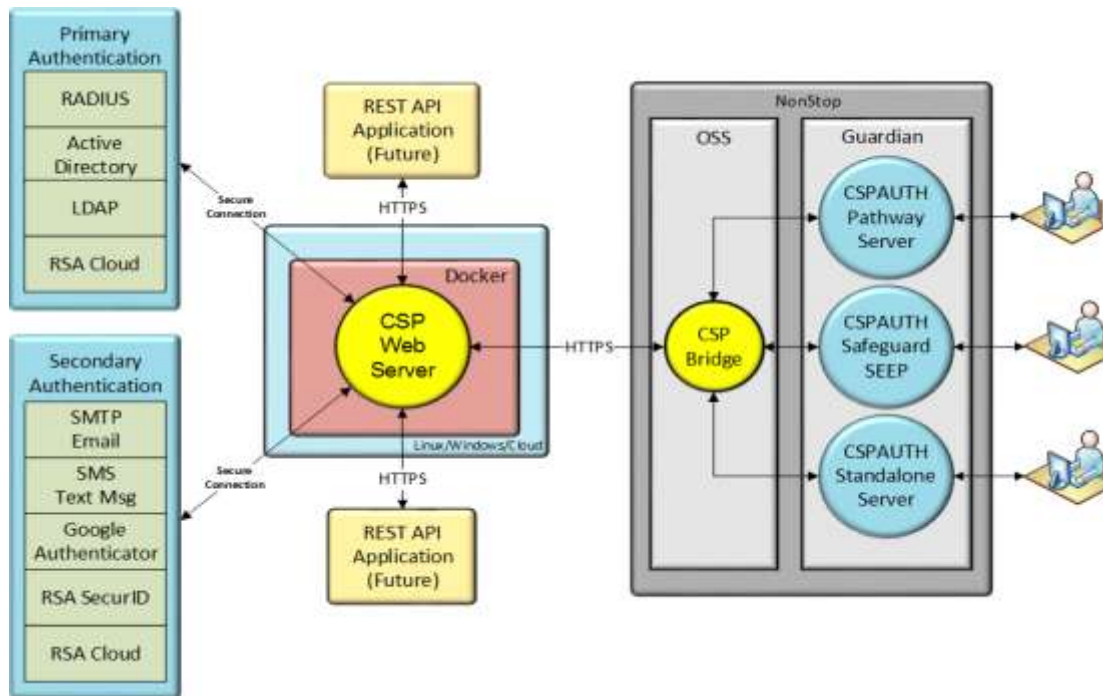 Primary
Authentication
RADIUS
Active
Directory
LDAP
RSA Cloud
Secondary
Authentication
SMTP
Email
SMS
Text Msg
Google
Authenticator
RSA SecurID
RSA Cloud
Secure
Connection
Secure
Connection
REST API
Application
(Future)
HTTPS
Docker
CSP
Web
Server
Linux/Windows/Cloud
HTTPS
REST API
Application
(Future)
HTTPS
NonStop
OSS
CSP
Bridge
Guardian
CSPAUTH
Pathway
Server
CSPAUTH
Safeguard
SEEP
CSPAUTH
Standalone
Server